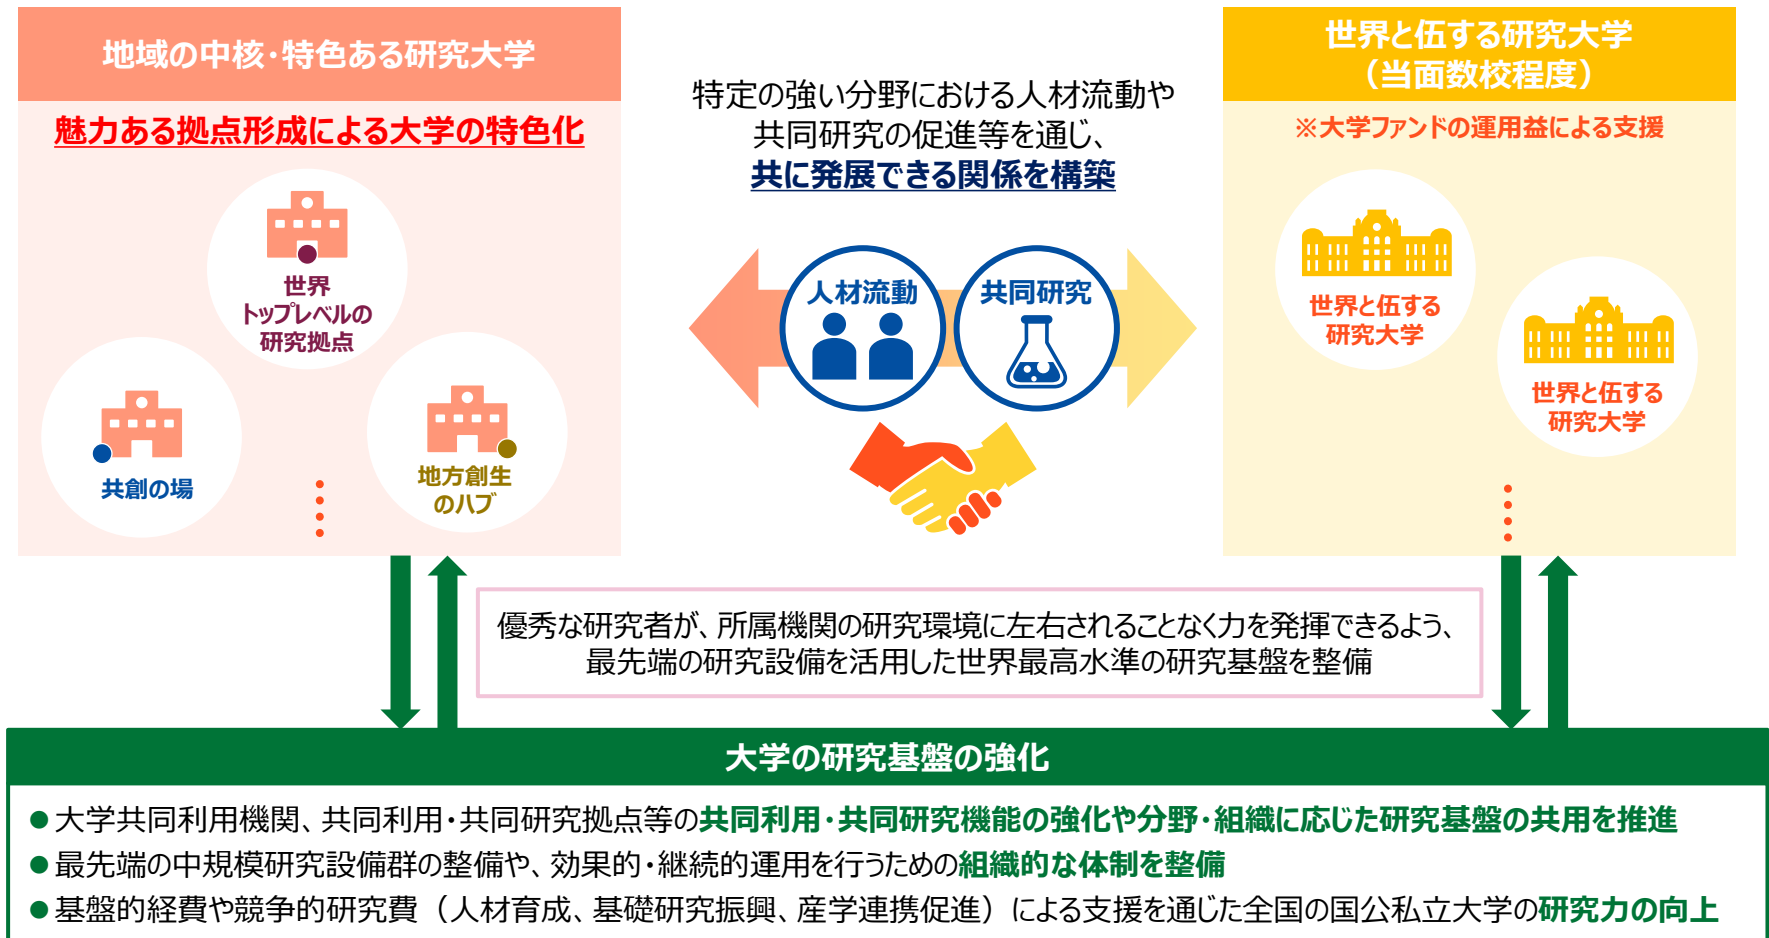 地域の中核・特色ある研究大学
魅力ある拠点形成による大学の特色化
世界
トップレベルの
研究拠点
共創の場
地方創生
のハブ
特定の強い分野における人材流動や
共同研究の促進等を通じ、
共に発展できる関係を構築
人材流動
共同研究
世界と伍する研究大学
（当面数校程度）
※大学ファンドの運用益による支援
世界と伍する
研究大学
世界と伍する
研究大学
優秀な研究者が、所属機関の研究環境に左右されることなく力を発揮できるよう、
最先端の研究設備を活用した世界最高水準の研究基盤を整備
大学の研究基盤の強化
●大学共同利用機関、共同利用・共同研究拠点等の共同利用・共同研究機能の強化や分野・組織に応じた研究基盤の共用を推進
●最先端の中規模研究設備群の整備や、効果的・継続的運用を行うための組織的な体制を整備
●基盤的経費や競争的研究費（人材育成、基礎研究振興、産学連携促進）による支援を通じた全国の国公私立大学の研究力の向上